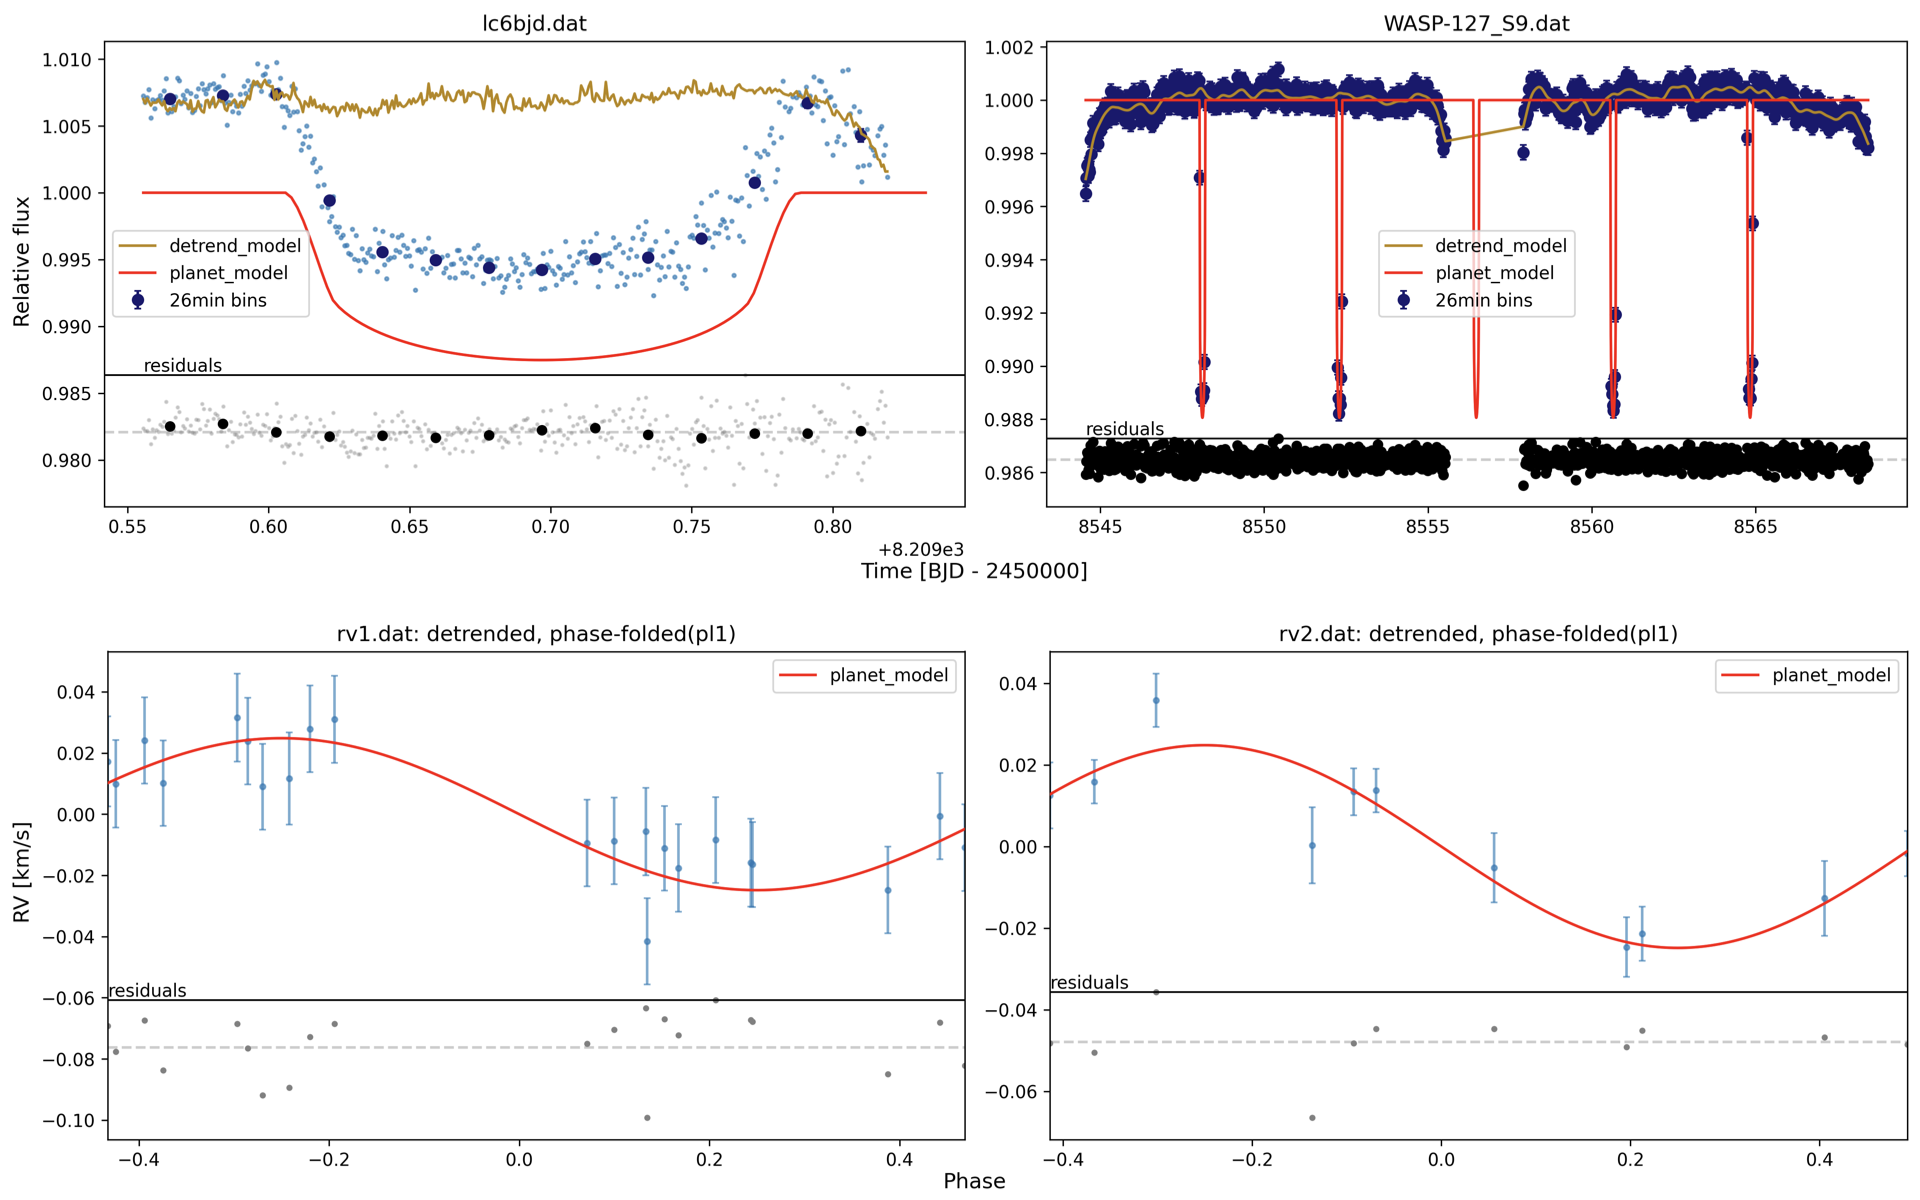 lc6bjd.dat
WASP-127_S9.dat
Relative flux
1.010
1.005
1.000
0.995
0.990
0.985
0.980
detrend_model
planet_model
26min bins
residuals
0.55
0.60
0.65
0.70
0.75
0.80
+8.209e3
1.002
1.000
0.998
0.996
0.994
0.992
0.990
0.988
0.986
detrend_model
planet_model
26min bins
residuals
8545
8550
8555
8560
8565
Time [BJD - 2450000]
rv1.dat: detrended, phase-folded(pl1)
rv2.dat: detrended, phase-folded(pl1)
RV [km/s]
0.04
0.02
0.00
−0.02
−0.04
−0.06
−0.08
−0.10
planet_model
residuals
−0.4
−0.2
0.0
0.2
0.4
0.04
0.02
0.00
−0.02
−0.04
−0.06
planet_model
residuals
−0.4
−0.2
0.0
0.2
0.4
Phase